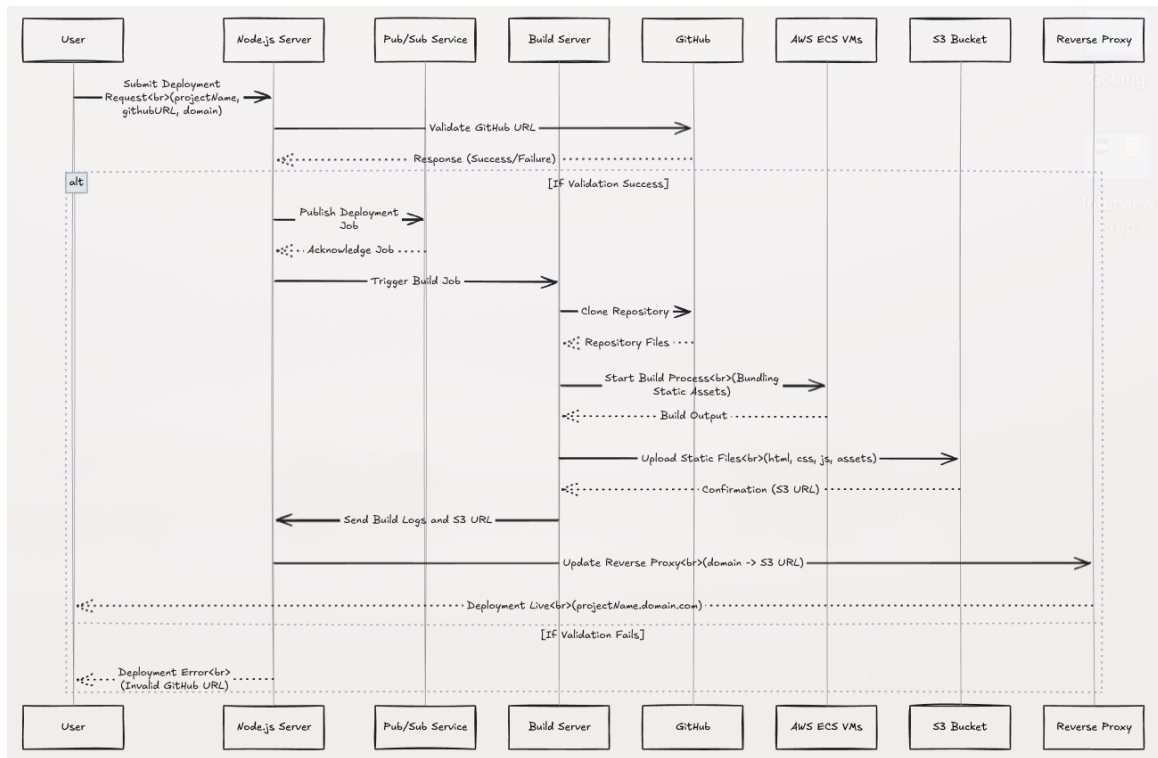 User
Node.js Server
Pub/Sub Service
Build Server
GitHub
AWS ECS VMs
S3 Bucket
Reverse Proxy
Golang
Submit Deployment
Request<br>(projectName,
githubURL, domain)
Validate GitHub URL
Response (Success/Failure)
alt
[If Validation Success]
Interview
Prep
Publish Deployment
Job
Acknowledge Job
Trigger Build Job
Clone Repository
Repository Files
Start Build Process<br>(Bundling
Static Assets)
Build Output
Upload Static Files<br>(html, css, js, assets)
Confirmation (S3 URL)
Send Build Logs and S3 URL
Update Reverse Proxy<br>(domain -> S3 URL)
Deployment Live<br>(projectName.domain.com)
[If Validation Fails]
Deployment Error<br>
(Invalid GitHub URL)
User
Node.js Server
Pub/Sub Service
Build Server
GitHub
AWS ECS VMs
S3 Bucket
Reverse Proxy